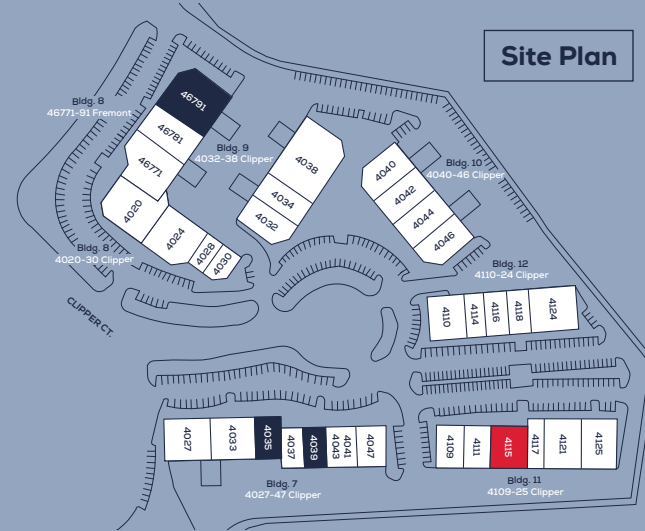 Site Plan
Bldg. 8
46771-91 Fremont
46791
46781
46771
Bldg. 9
4032-38 Clipper
4038
4034
4032
4040
4042
4044
4046
Bldg. 10
4040-46 Clipper
4020
4024
4028
4030
Bldg. 8
4020-30 Clipper
CLIPPER CT.
Bldg. 12
4110-24 Clipper
4110
4114
4116
4118
4124
4027
4033
4035
4037
4039
4043
4041
4047
Bldg. 7
4027-47 Clipper
4109
4111
4115
4117
4121
4125
Bldg. 11
4109-25 Clipper